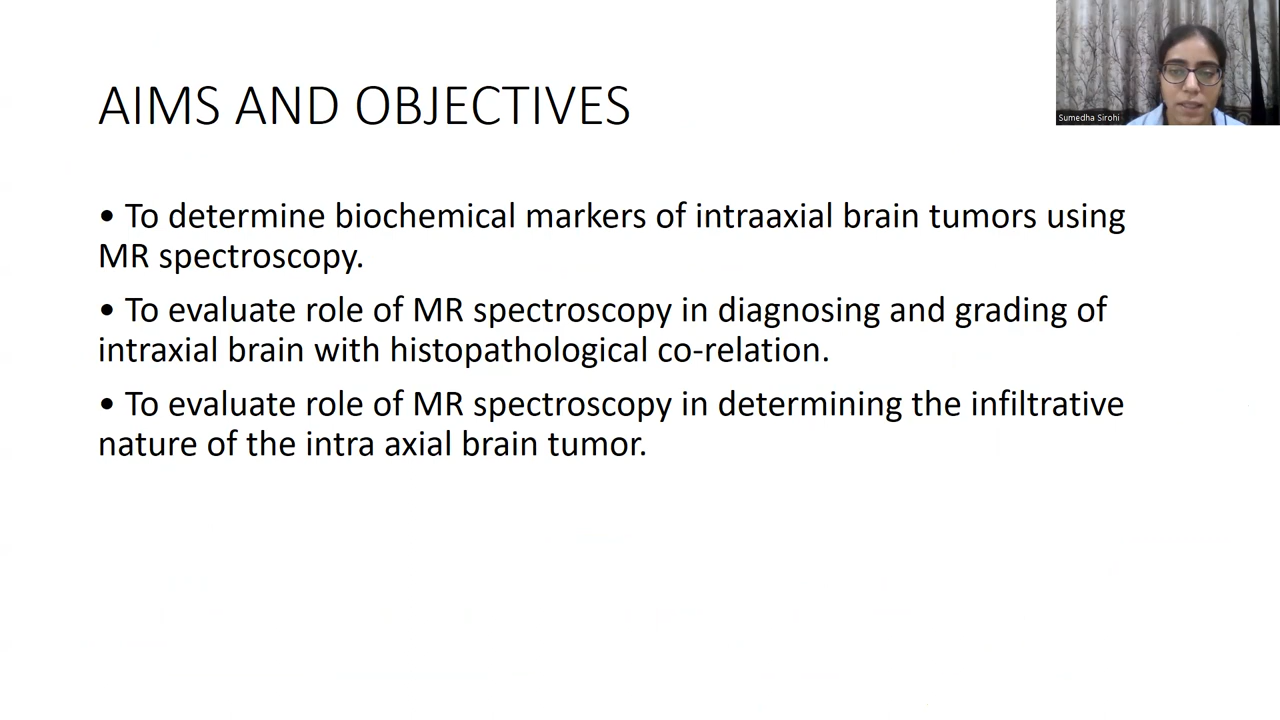 AIMS AND OBJECTIVES
Sumedha Sirohi
• To determine biochemical markers of intraaxial brain tumors using
MR spectroscopy.
• To evaluate role of MR spectroscopy in diagnosing and grading of
intraxial brain with histopathological co-relation.
• To evaluate role of MR spectroscopy in determining the infiltrative
nature of the intra axial brain tumor.